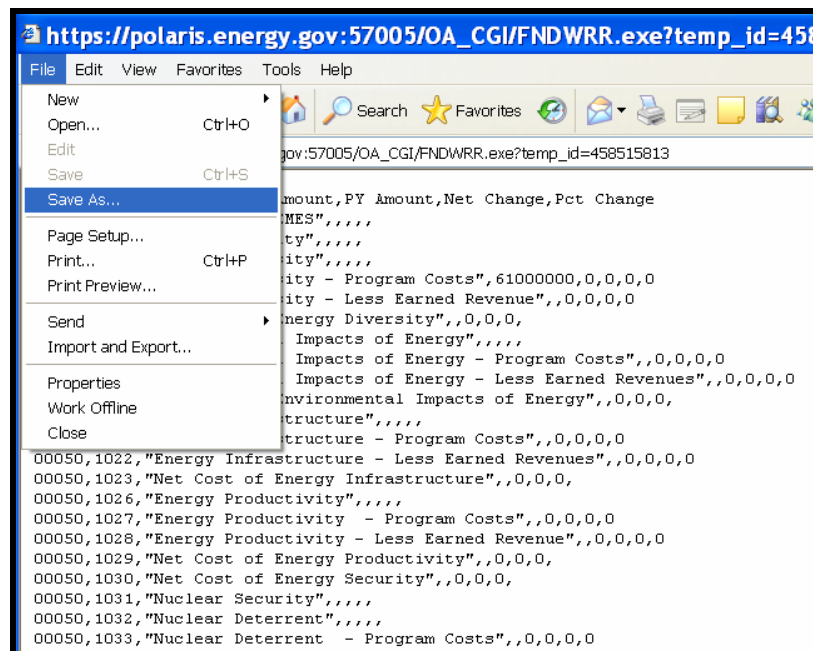 https://polaris.energy.gov:57005/OA_CGI/FNDWRR.exe?temp_id=458
File Edit View Favorites Tools Help
New
Open... Ctrl+O
Edit
Save Ctrl+S
Save As...
Page Setup...
Print... Ctrl+P
Print Preview...
Send
Import and Export...
Properties
Work Offline
Close
Search Favorites
gov:57005/OA_CGI/FNDWRR.exe?temp_id=458515813
mount,PY Amount,Net Change,Pct Change
MES",,,,,
ty",,,,,
ity",,,,,
ity - Program Costs",61000000,0,0,0,0
ity - Less Earned Revenue",,0,0,0,0
nergy Diversity",,0,0,0,
Impacts of Energy",,,,,
Impacts of Energy - Program Costs",,0,0,0,0
Impacts of Energy - Less Earned Revenues",,0,0,0,0
nvironmental Impacts of Energy",,0,0,0,
structure",,,,,
structure - Program Costs",,0,0,0,0
00050,1022,"Energy Infrastructure - Less Earned Revenues",,0,0,0,0
00050,1023,"Net Cost of Energy Infrastructure",,0,0,0,
00050,1026,"Energy Productivity",,,,,
00050,1027,"Energy Productivity  - Program Costs",,0,0,0,0
00050,1028,"Energy Productivity - Less Earned Revenue",,0,0,0,0
00050,1029,"Net Cost of Energy Productivity",,0,0,0,
00050,1030,"Net Cost of Energy Security",,0,0,0,
00050,1031,"Nuclear Security",,,,,
00050,1032,"Nuclear Deterrent",,,,,
00050,1033,"Nuclear Deterrent  - Program Costs",,0,0,0,0